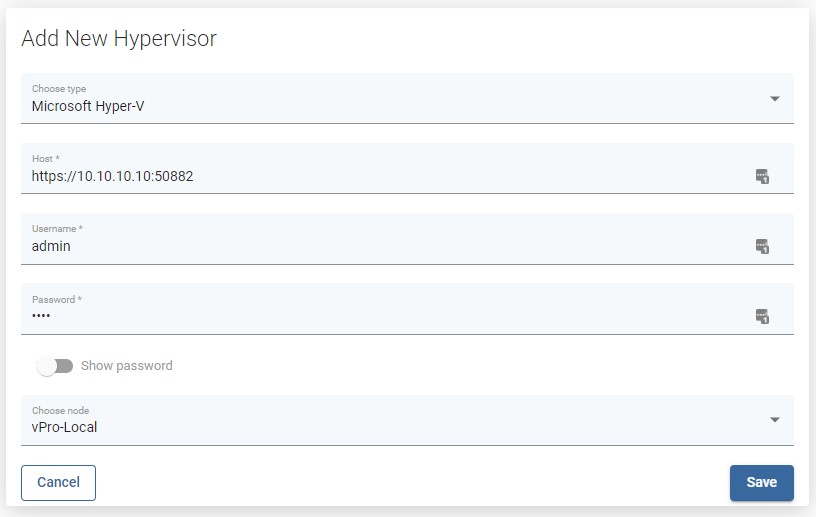 Add New Hypervisor
Choose type
Microsoft Hyper-V
Host *
https://10.10.10.10:50882
Username *
admin
Password *
••••
Show password
Choose node
vPro-Local
Cancel
Save